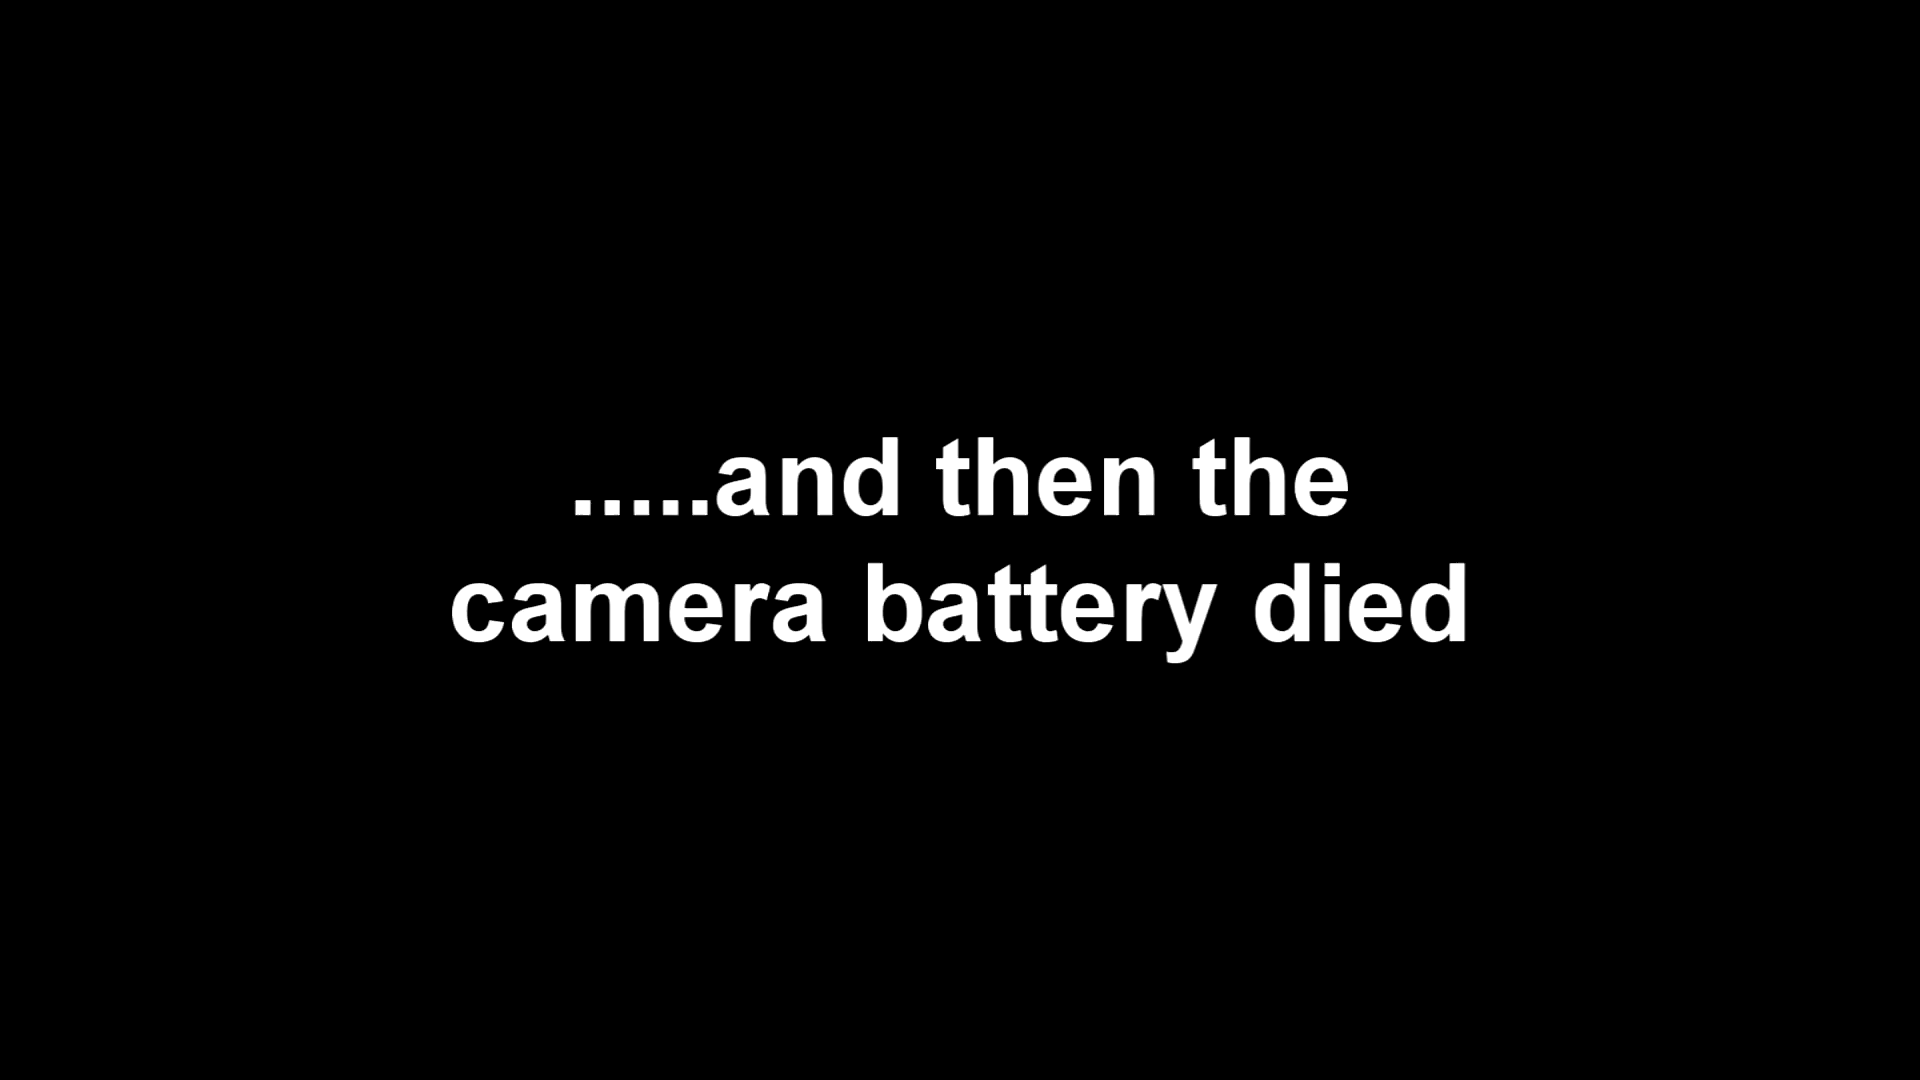 .....and then the
camera battery died